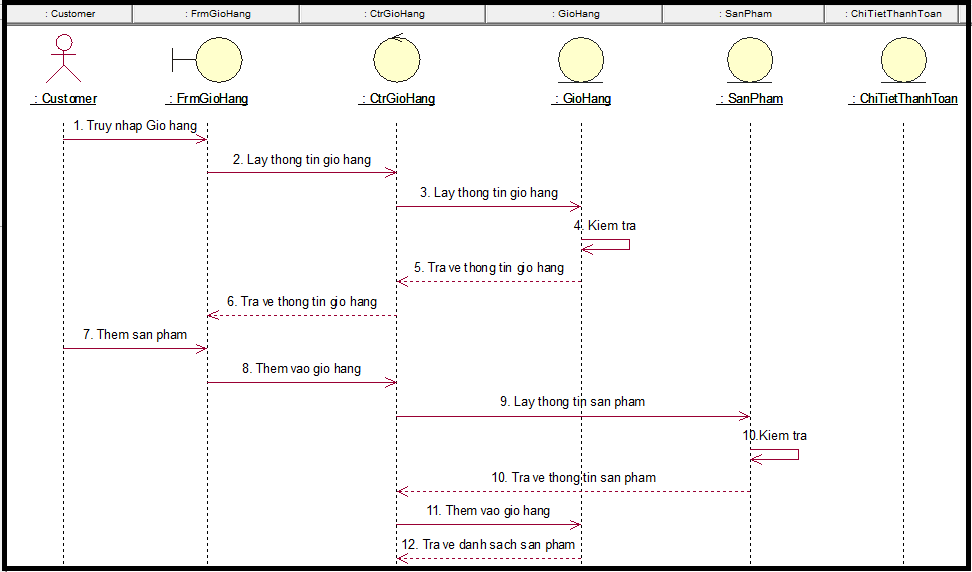 : Customer
: FrmGioHang
: CtrGioHang
: GioHang
: SanPham
: ChiTietThanhToan
: Customer
: FrmGioHang
: CtrGioHang
: GioHang
: SanPham
: ChiTietThanhToan
1. Truy nhap Gio hang
2. Lay thong tin gio hang
3. Lay thong tin gio hang
4. Kiem tra
5. Tra ve thong tin gio hang
6. Tra ve thong tin gio hang
7. Them san pham
8. Them vao gio hang
9. Lay thong tin san pham
10.Kiem tra
10. Tra ve thong tin san pham
11. Them vao gio hang
12. Tra ve danh sach san pham